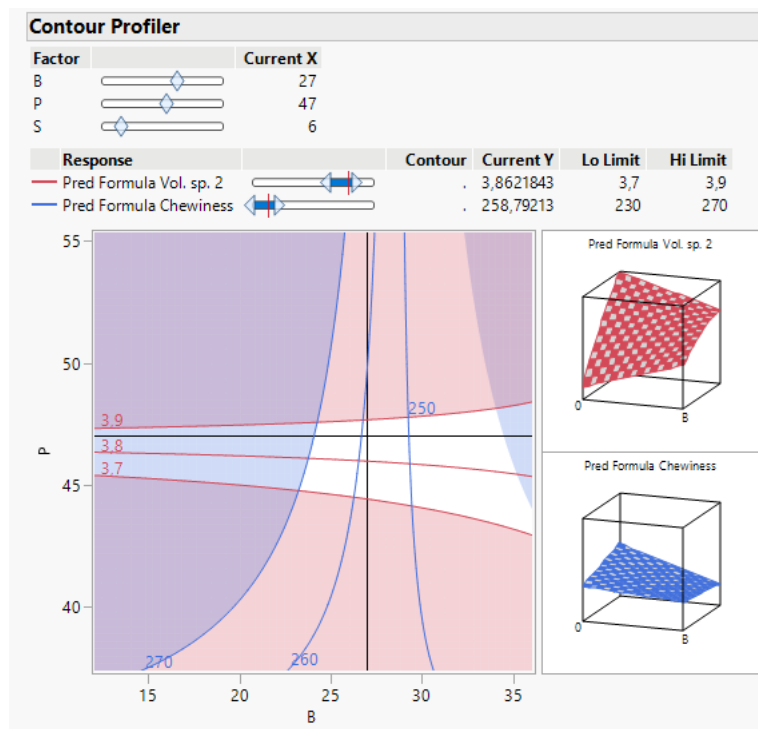 Contour Profiler
Factor Current X
B 27
P 47
S 6
Response Contour Current Y Lo Limit Hi Limit
Pred Formula Vol. sp. 2 . 3,8621843 3,7 3,9
Pred Formula Chewiness . 258,79213 230 270
55
50
45
40
P
3,9
3,8
3,7
250
270
260
15 20 25 30 35
B
Pred Formula Vol. sp. 2
0
B
Pred Formula Chewiness
0
B